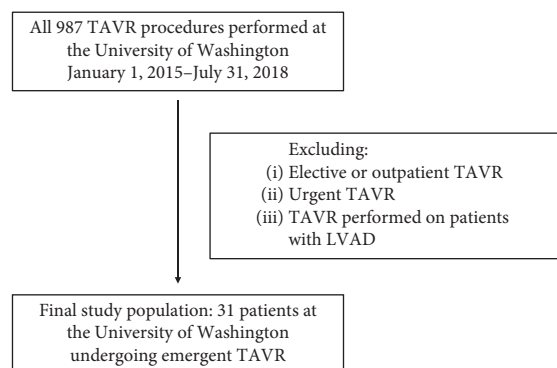 All 987 TAVR procedures performed at
the University of Washington
January 1, 2015–July 31, 2018
Excluding:
(i) Elective or outpatient TAVR
(ii) Urgent TAVR
(iii) TAVR performed on patients
with LVAD
Final study population: 31 patients at
the University of Washington
undergoing emergent TAVR